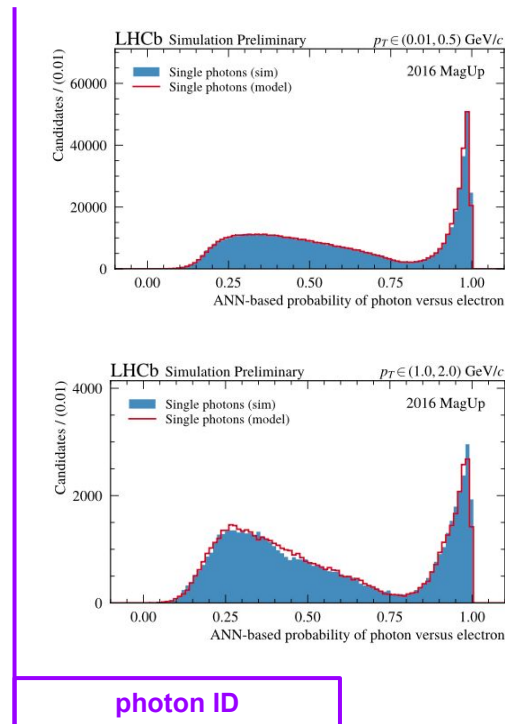 LHCb Simulation Preliminary
p_T ∈ (0.01, 0.5) GeV/c
2016 MagUp
Single photons (sim)
Single photons (model)
Candidates / (0.01)
60000
40000
20000
0
0.00 0.25 0.50 0.75 1.00
ANN-based probability of photon versus electron
LHCb Simulation Preliminary
p_T ∈ (1.0, 2.0) GeV/c
2016 MagUp
Single photons (sim)
Single photons (model)
Candidates / (0.01)
4000
2000
0
0.00 0.25 0.50 0.75 1.00
ANN-based probability of photon versus electron
photon ID